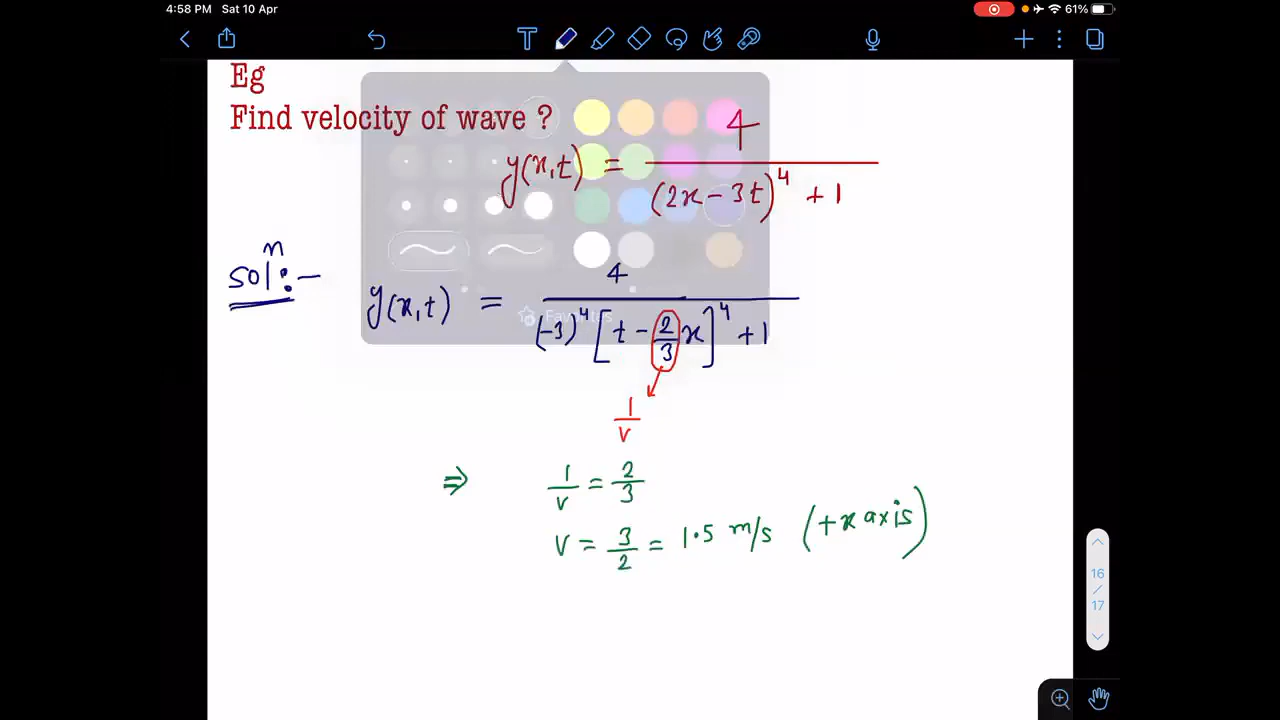 4:58 PM Sat 10 Apr 61%
Eg
Find velocity of wave ?
y(x,t) = 4 / (2x - 3t)^4 + 1
Sol^n :-
y(x,t) = 4 / (-3)^4 [t - 2/3 x]^4 + 1
Favorites
1/v
⇒ 1/v = 2/3
v = 3/2 = 1.5 m/s (+x axis)
16
/
17